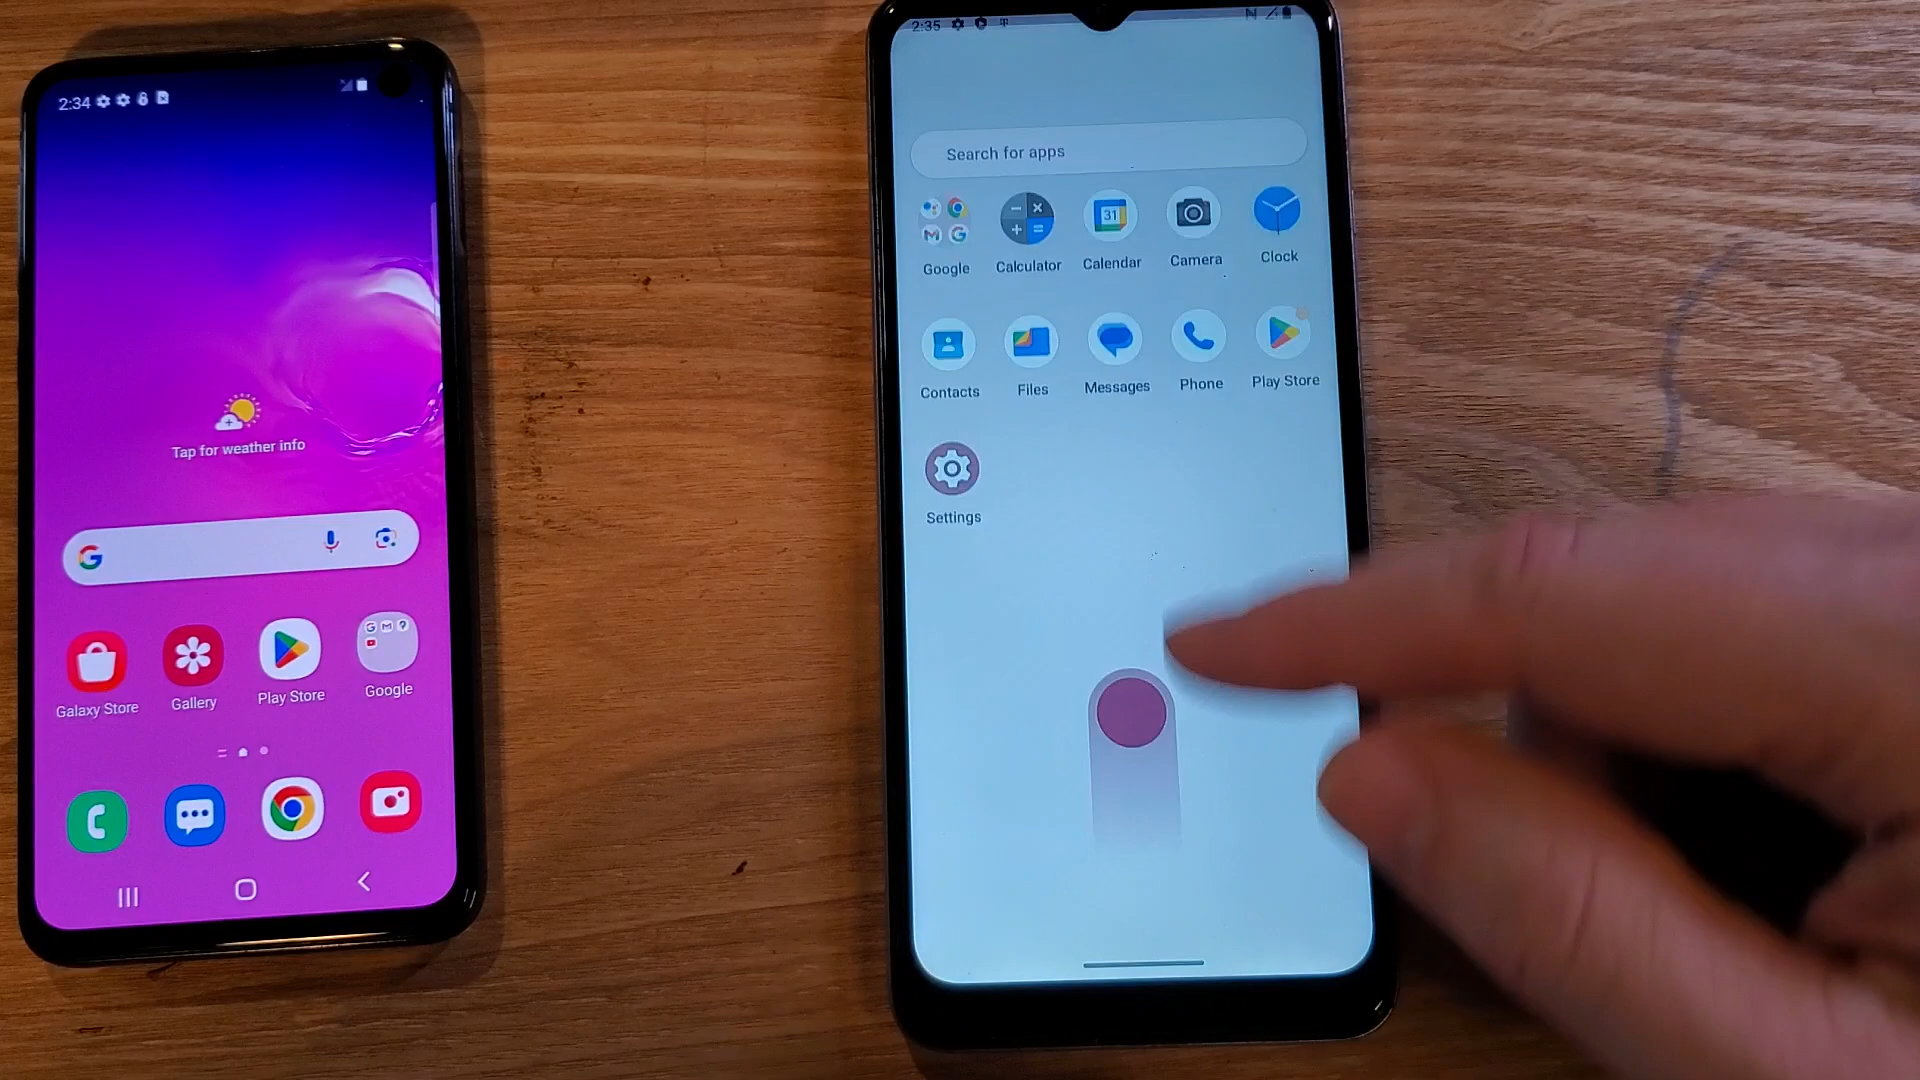 2:34
Tap for weather info
Galaxy Store
Gallery
Play Store
Google
2:35
Search for apps
Google
Calculator
31
Calendar
Camera
Clock
Contacts
Files
Messages
Phone
Play Store
Settings